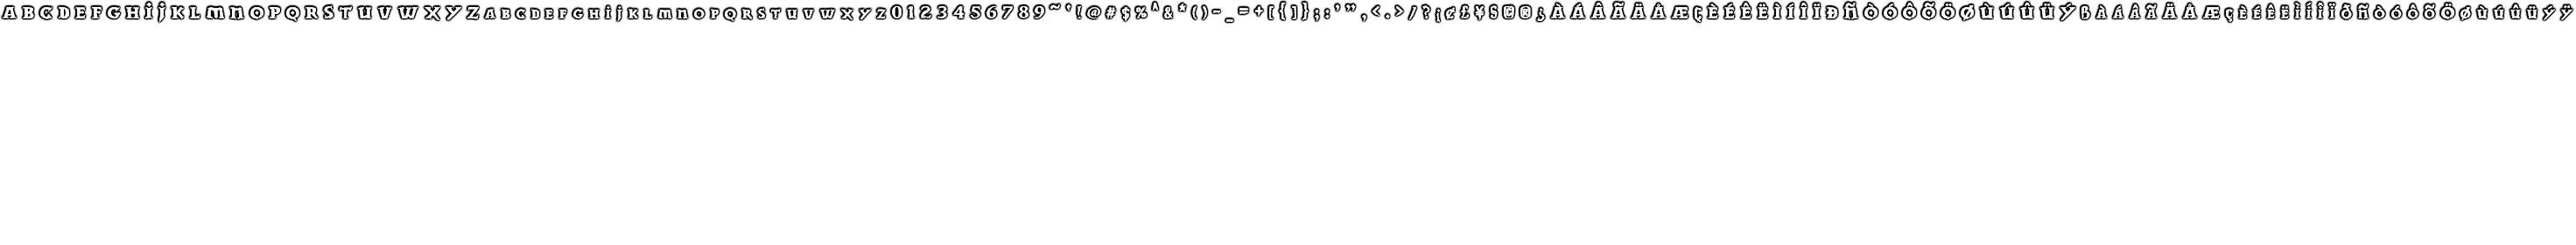 ABCDEFGHIJKLMNOPQRSTUVWXYZABCDEFGHIJKLMNOPQRSTUVWXYZ0123456789~'!@#$%^&*()-_=+[{]};:'",<.>/?¡¢£¥§©®¿ÀÁÂÃÄÅÆÇÈÉÊËÌÍÎÏÐÑÒÓÔÕÖØÙÚÛÜÝßÀÁÂÃÄÅÆÇÈÉÊËÌÍÎÏðÑÒÓÔÕÖØÙÚÛÜÝŸ